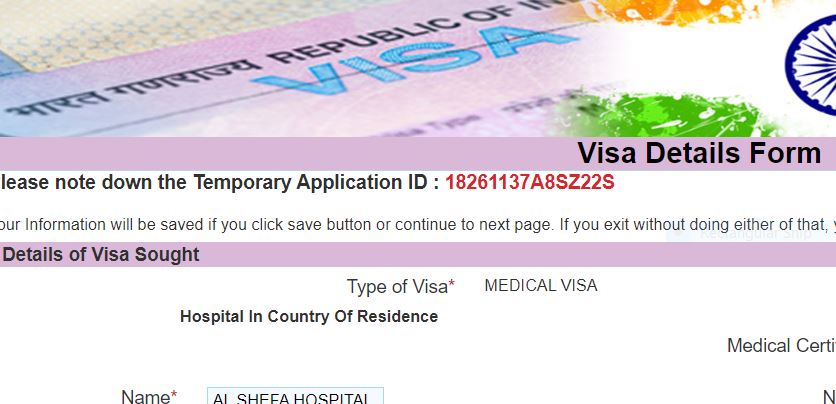 भारत गणराज्य REPUBLIC OF IN
VISA
Visa Details Form
lease note down the Temporary Application ID : 18261137A8SZ22S
our Information will be saved if you click save button or continue to next page. If you exit without doing either of that, y
Details of Visa Sought
Type of Visa* MEDICAL VISA
Hospital In Country Of Residence
Medical Certi
Name* AL SHEFA HOSPITAL N